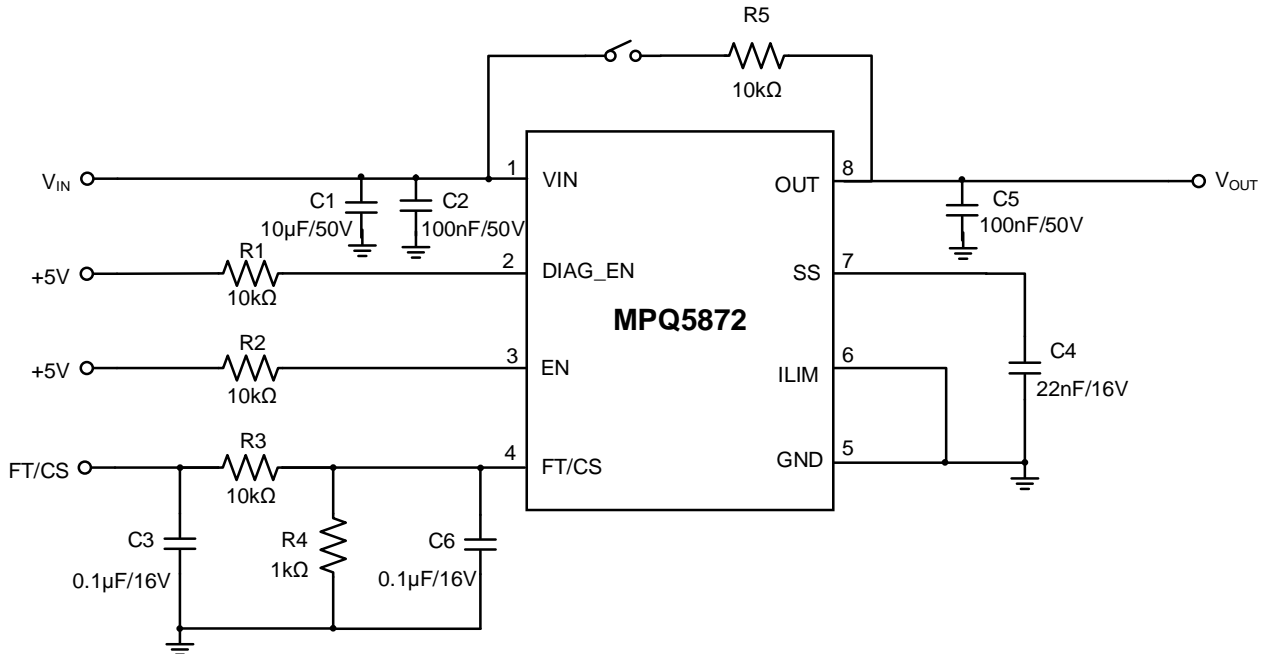 R5
10kΩ
1
VIN
OUT
8
VIN
C1
10µF/50V
C2
100nF/50V
C5
100nF/50V
VOUT
+5V
R1
10kΩ
2
DIAG_EN
SS
7
MPQ5872
+5V
R2
10kΩ
3
EN
ILIM
6
C4
22nF/16V
FT/CS
R3
10kΩ
4
FT/CS
GND
5
C3
0.1µF/16V
R4
1kΩ
C6
0.1µF/16V